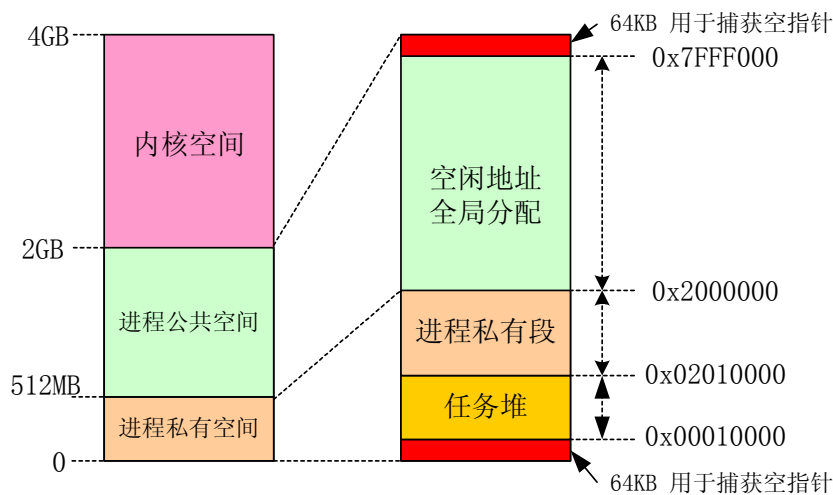 64KB 用于捕获空指针
4GB
0x7FFF000
内核空间
空闲地址
全局分配
2GB
0x2000000
进程公共空间
进程私有段
0x02010000
512MB
任务堆
进程私有空间
0x00010000
0
64KB 用于捕获空指针